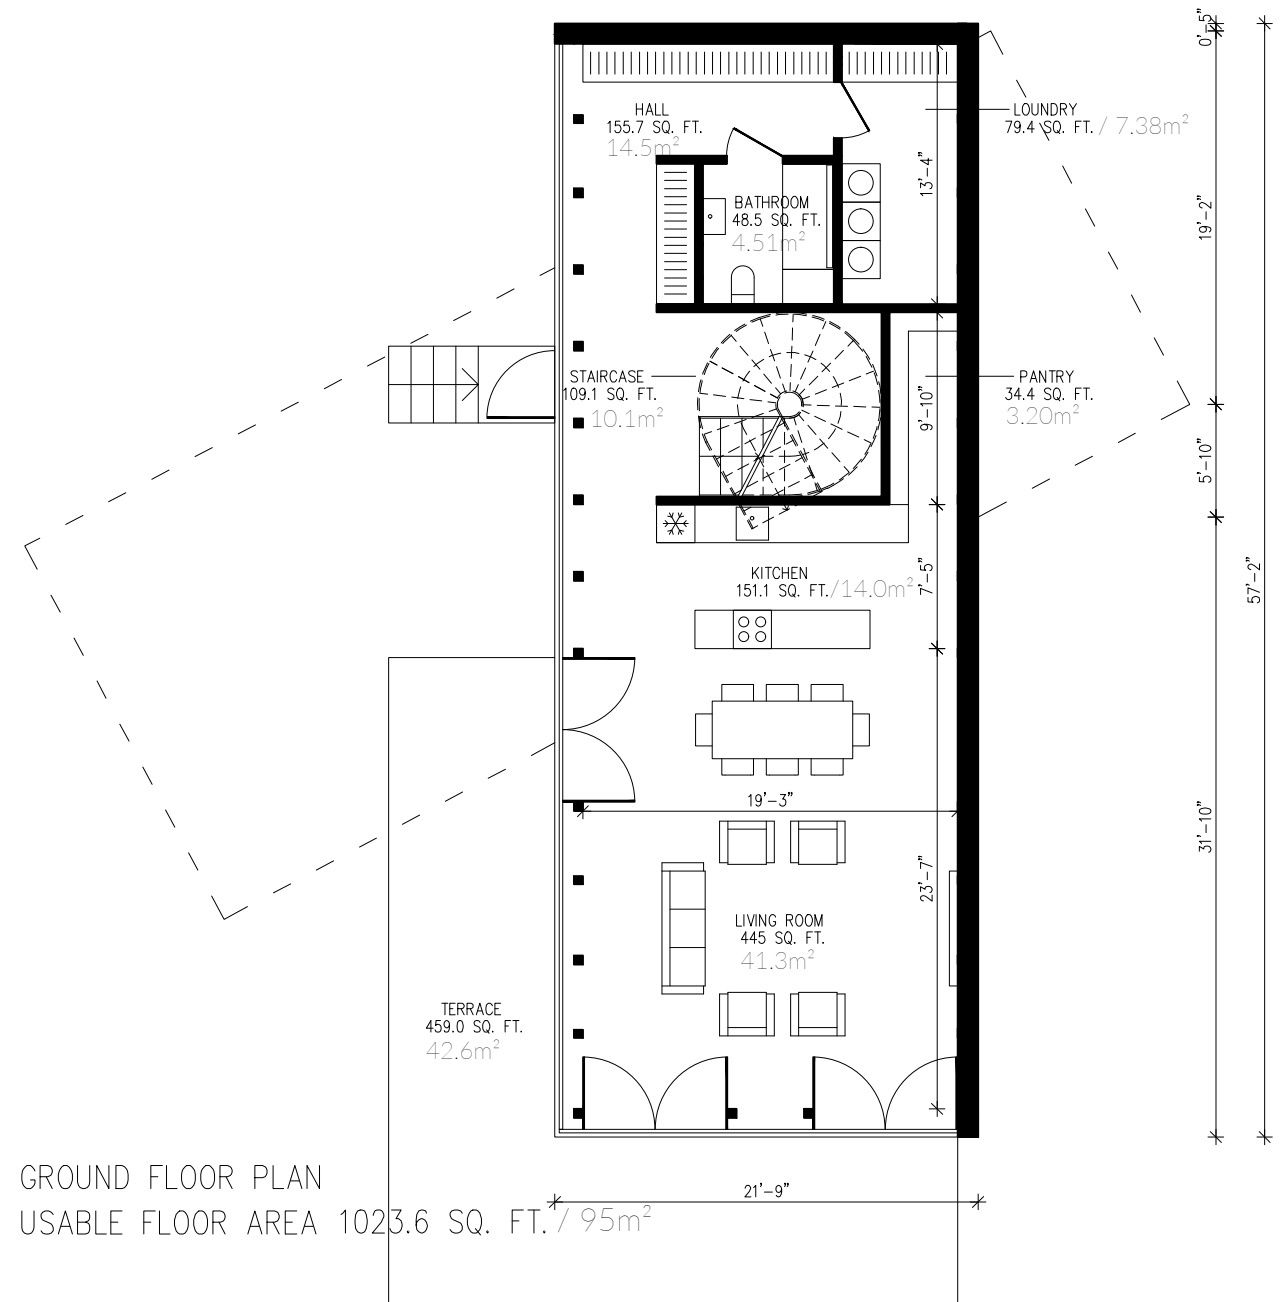 0'-5"
HALL
155.7 SQ. FT.
14.5m²
LOUNDRY
79.4 SQ. FT. / 7.38m²
13'-4"
19'-2"
BATHROOM
48.5 SQ. FT.
4.51m²
STAIRCASE
109.1 SQ. FT.
10.1m²
PANTRY
34.4 SQ. FT.
3.20m²
9'-10"
5'-10"
KITCHEN
151.1 SQ. FT./14.0m²
7'-5"
57'-2"
19'-3"
31'-10"
23'-7"
LIVING ROOM
445 SQ. FT.
41.3m²
TERRACE
459.0 SQ. FT.
42.6m²
GROUND FLOOR PLAN
21'-9"
USABLE FLOOR AREA 1023.6 SQ. FT. / 95m²